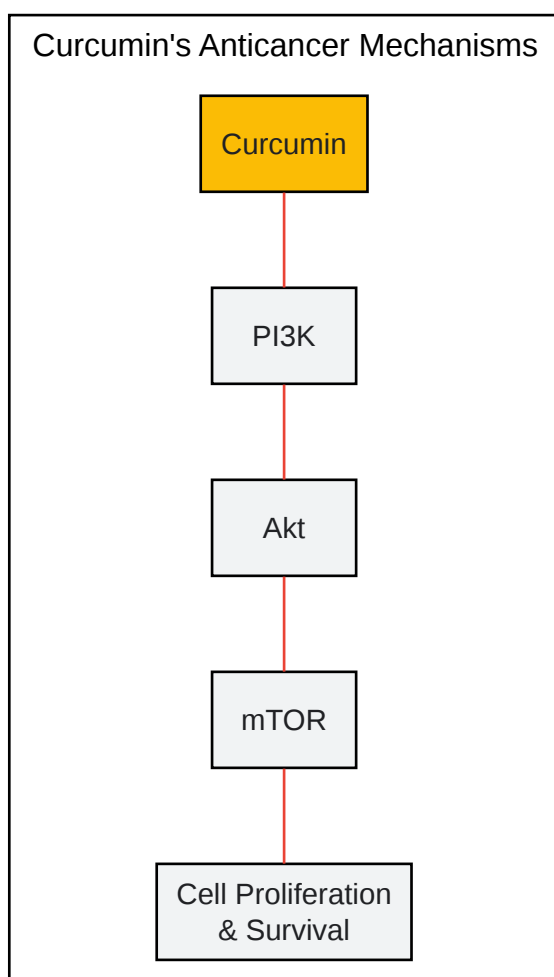 Curcumin's Anticancer Mechanisms
Curcumin
PI3K
Akt
mTOR
Cell Proliferation
& Survival